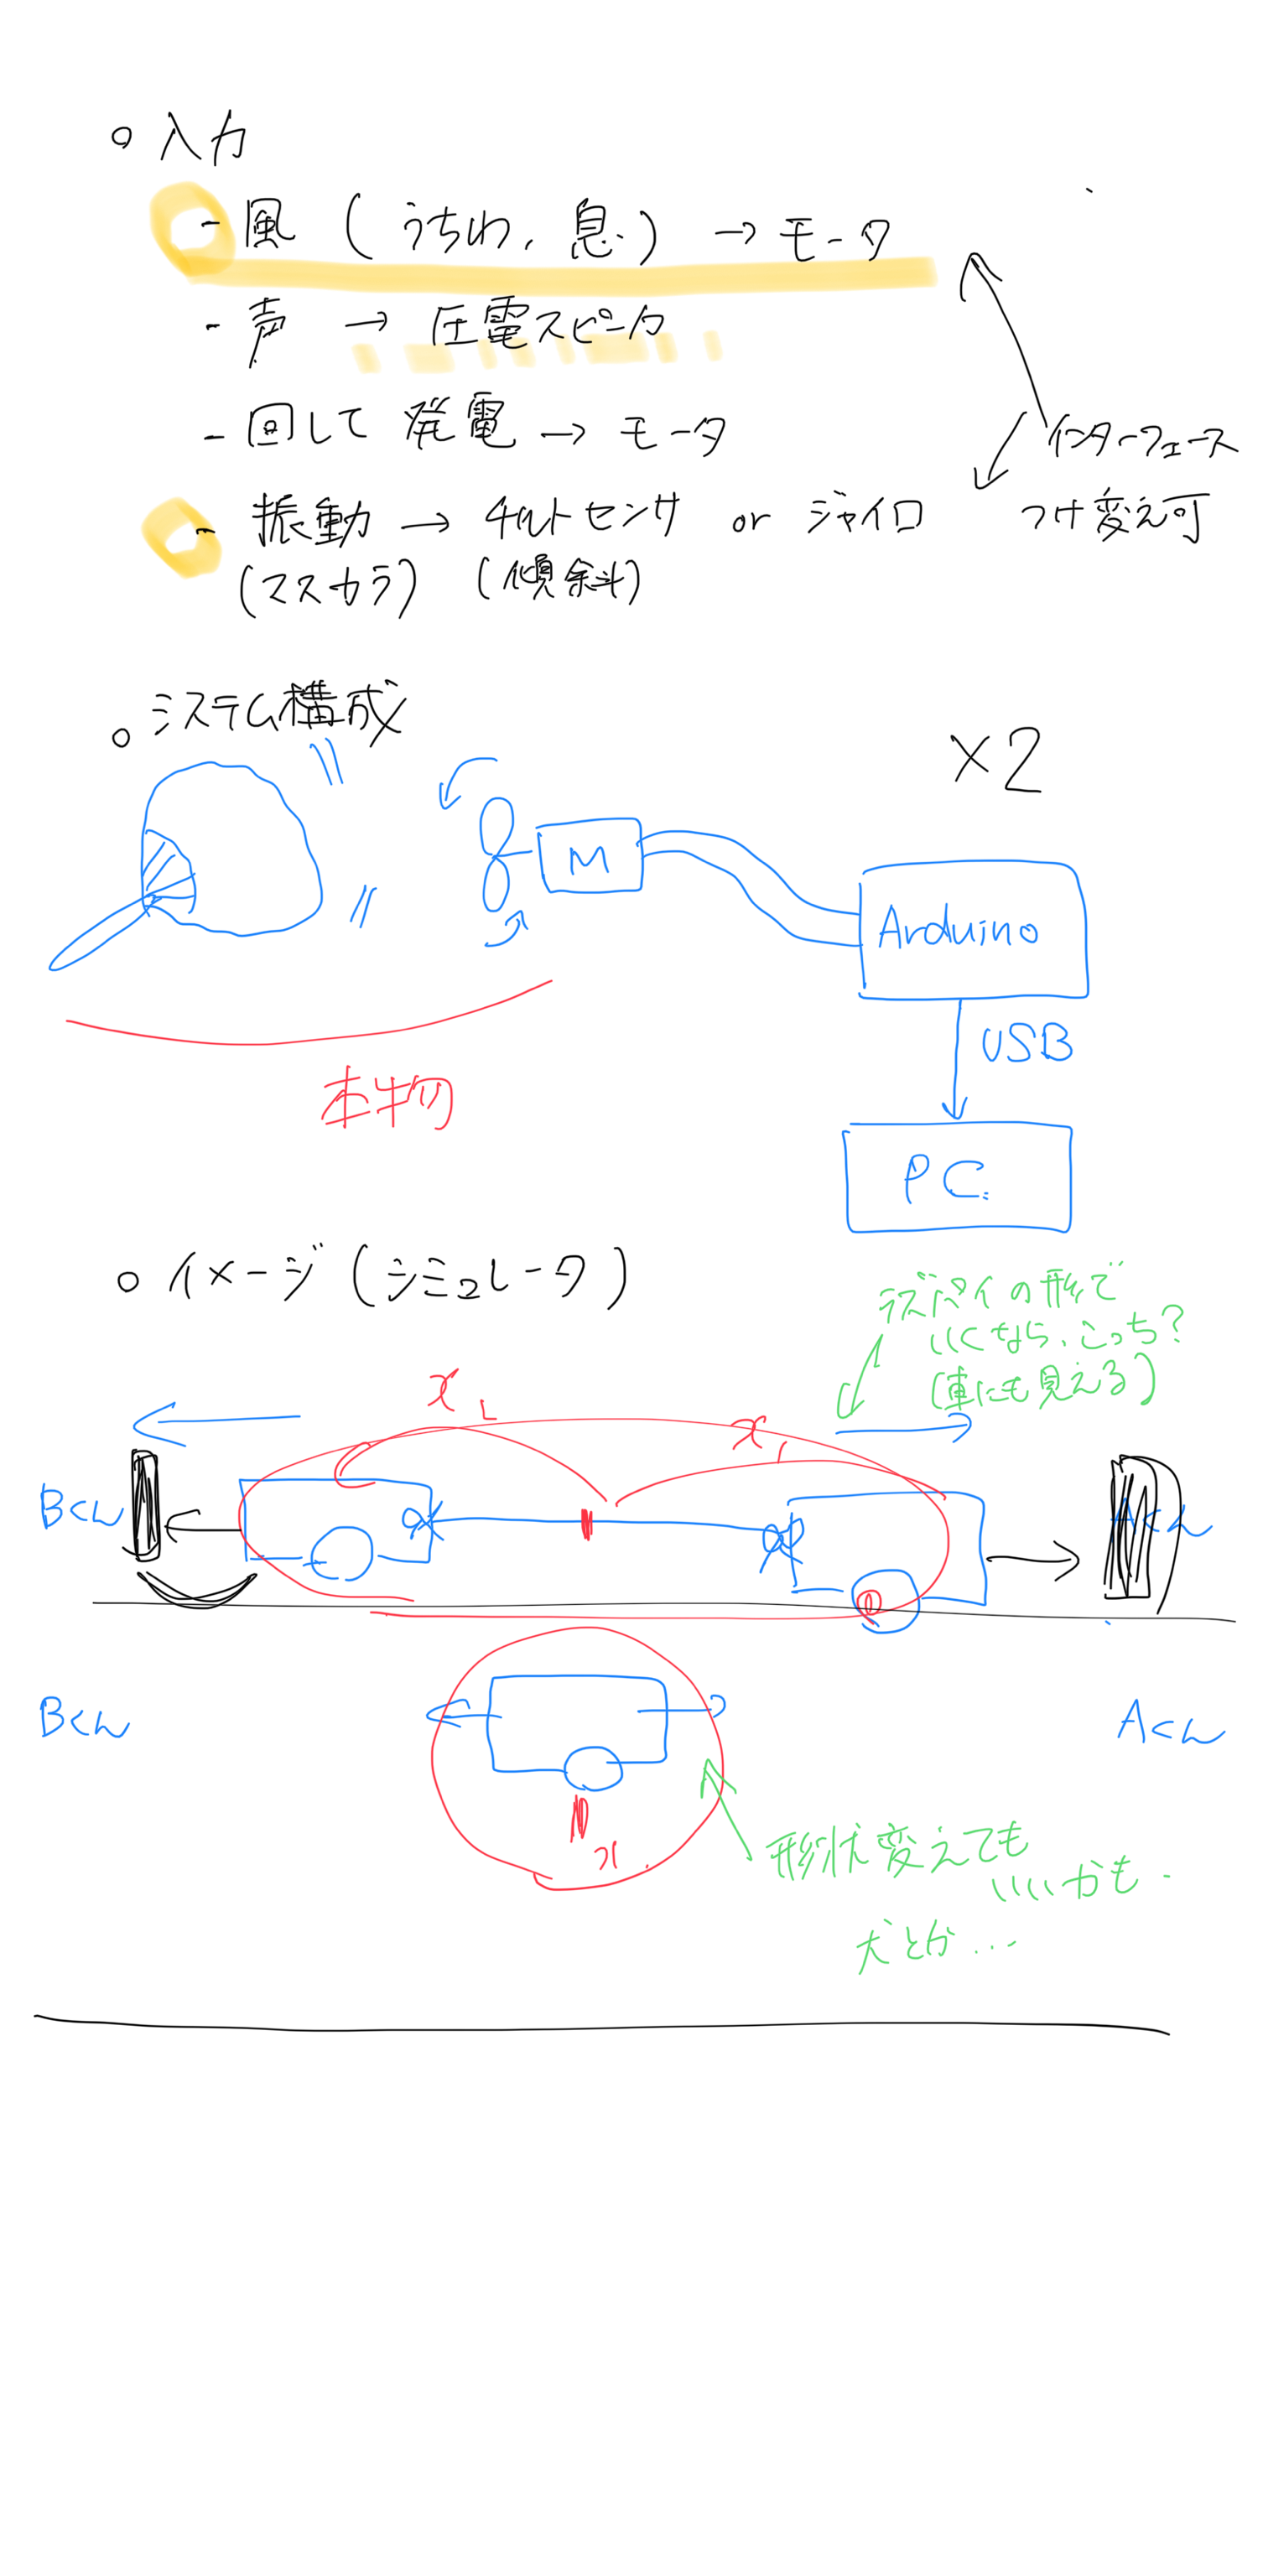 ○ 入力
- 風 (うちわ, 息.) → モータ
- 声 → 圧電スピーカ
- 回して発電 → モータ
インターフェース
つけ変え可
- 振動 → チルトセンサ or ジャイロ
(マスカラ) (傾斜)
○ システム構成
×2
M
Arduino
USB
本物
PC
○ イメージ (シミュレータ)
ラズパイの形で
いくなら、こっち?
(車にも見える)
xL
Bくん
Aくん
Bくん
Aくん
x
形状変えても
いいかも.
犬とか...